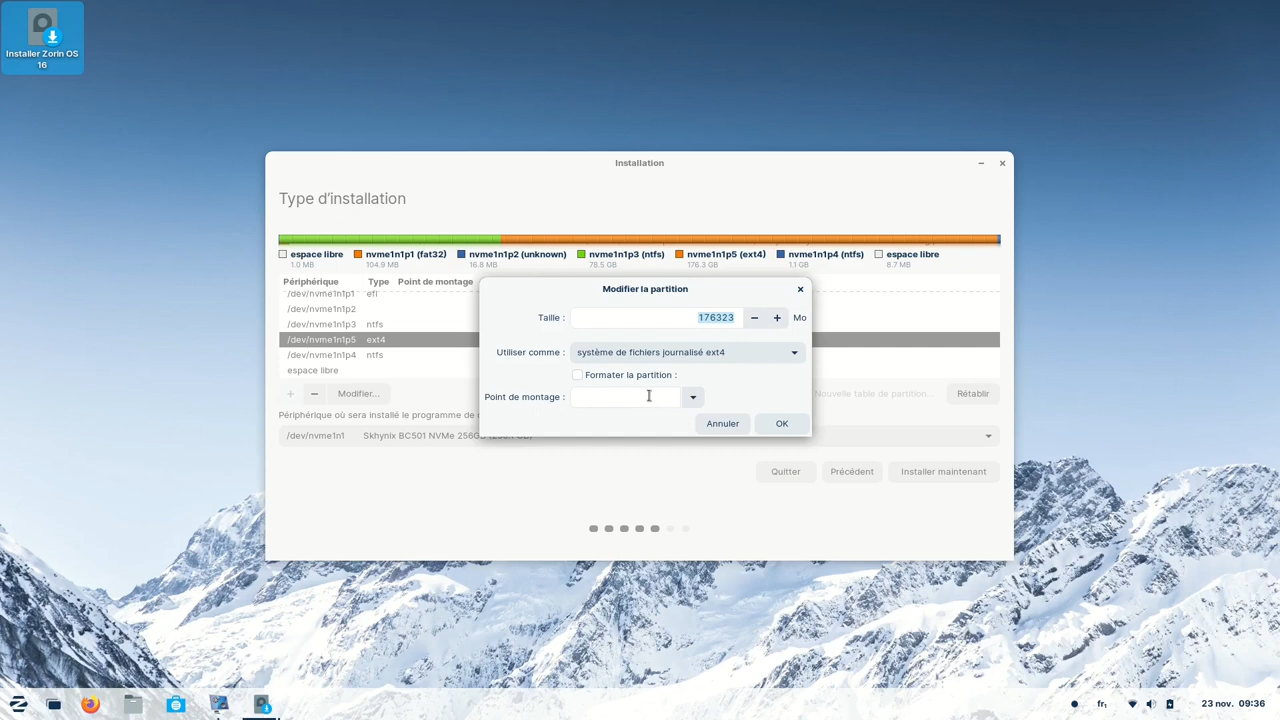 Installer Zorin OS
16
Installation
Type d'installation
espace libre
1.0 MB
nvme1n1p1 (fat32)
104.9 MB
nvme1n1p2 (unknown)
16.8 MB
nvme1n1p3 (ntfs)
78.5 GB
nvme1n1p5 (ext4)
176.3 GB
nvme1n1p4 (ntfs)
1.1 GB
espace libre
8.7 MB
Périphérique Type Point de montage
/dev/nvme1n1p1 efi
/dev/nvme1n1p2
/dev/nvme1n1p3 ntfs
/dev/nvme1n1p5 ext4
/dev/nvme1n1p4 ntfs
espace libre
+ − Modifier...
Nouvelle table de partition... Rétablir
Modifier la partition
Taille : 176323 − + Mo
Utiliser comme : système de fichiers journalisé ext4
Formater la partition :
Point de montage :
Annuler OK
Périphérique où sera installé le programme de
/dev/nvme1n1 Skhynix BC501 NVMe 256G
Quitter Précédent Installer maintenant
fr₁
23 nov. 09:36